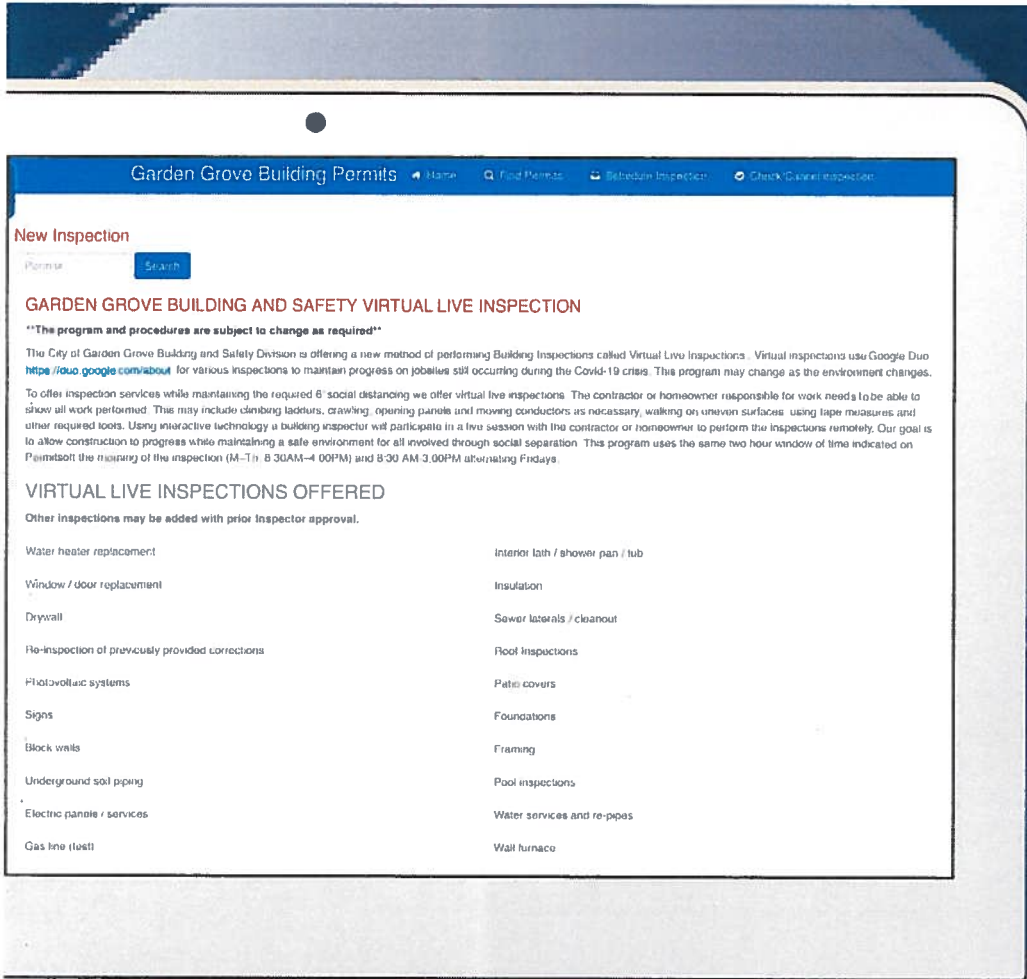 Garden Grove Building Permits Home Find Permits Schedule Inspection Check/Cancel Inspection
New Inspection
Permit# Search
GARDEN GROVE BUILDING AND SAFETY VIRTUAL LIVE INSPECTION
**The program and procedures are subject to change as required**
The City of Garden Grove Building and Safety Division is offering a new method of performing Building Inspections called Virtual Live Inspections. Virtual inspections use Google Duo
https://duo.google.com/about for various inspections to maintain progress on jobsites still occurring during the Covid-19 crisis. This program may change as the environment changes.
To offer inspection services while maintaining the required 6' social distancing we offer virtual live inspections. The contractor or homeowner responsible for work needs to be able to
show all work performed. This may include climbing ladders, crawling, opening panels and moving conductors as necessary, walking on uneven surfaces, using tape measures and
other required tools. Using interactive technology a building inspector will participate in a live session with the contractor or homeowner to perform the inspections remotely. Our goal is
to allow construction to progress while maintaining a safe environment for all involved through social separation. This program uses the same two hour window of time indicated on
Permitsoft the morning of the inspection (M–Th. 8:30AM–4:00PM) and 8:30 AM-3:00PM alternating Fridays.
VIRTUAL LIVE INSPECTIONS OFFERED
Other inspections may be added with prior inspector approval.
Water heater replacement
Interior lath / shower pan / tub
Window / door replacement
Insulation
Drywall
Sewer laterals / cleanout
Re-inspection of previously provided corrections
Roof Inspections
Photovoltaic systems
Patio covers
Signs
Foundations
Block walls
Framing
Underground soil piping
Pool inspections
Electric panels / services
Water services and re-pipes
Gas line (test)
Wall furnace